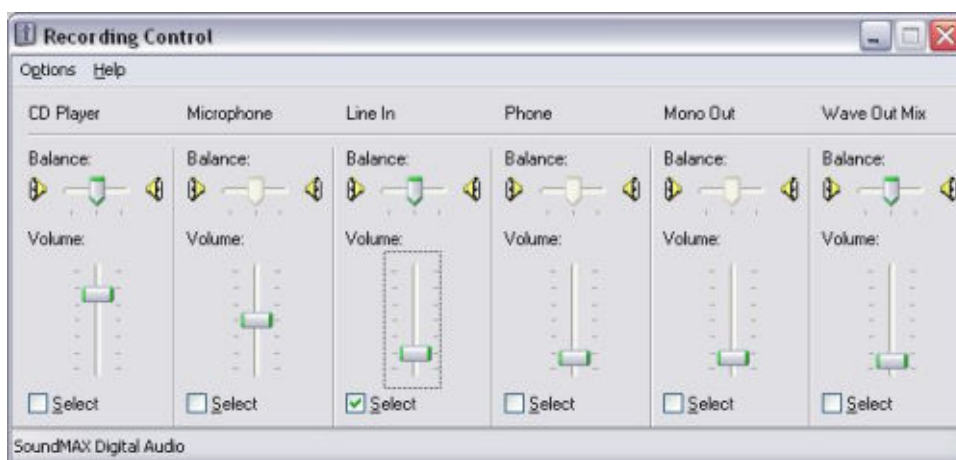 Recording Control
Options Help
CD Player Microphone Line In Phone Mono Out Wave Out Mix
Balance: Balance: Balance: Balance: Balance: Balance:
Volume: Volume: Volume: Volume: Volume: Volume:
Select Select Select Select Select Select
SoundMAX Digital Audio